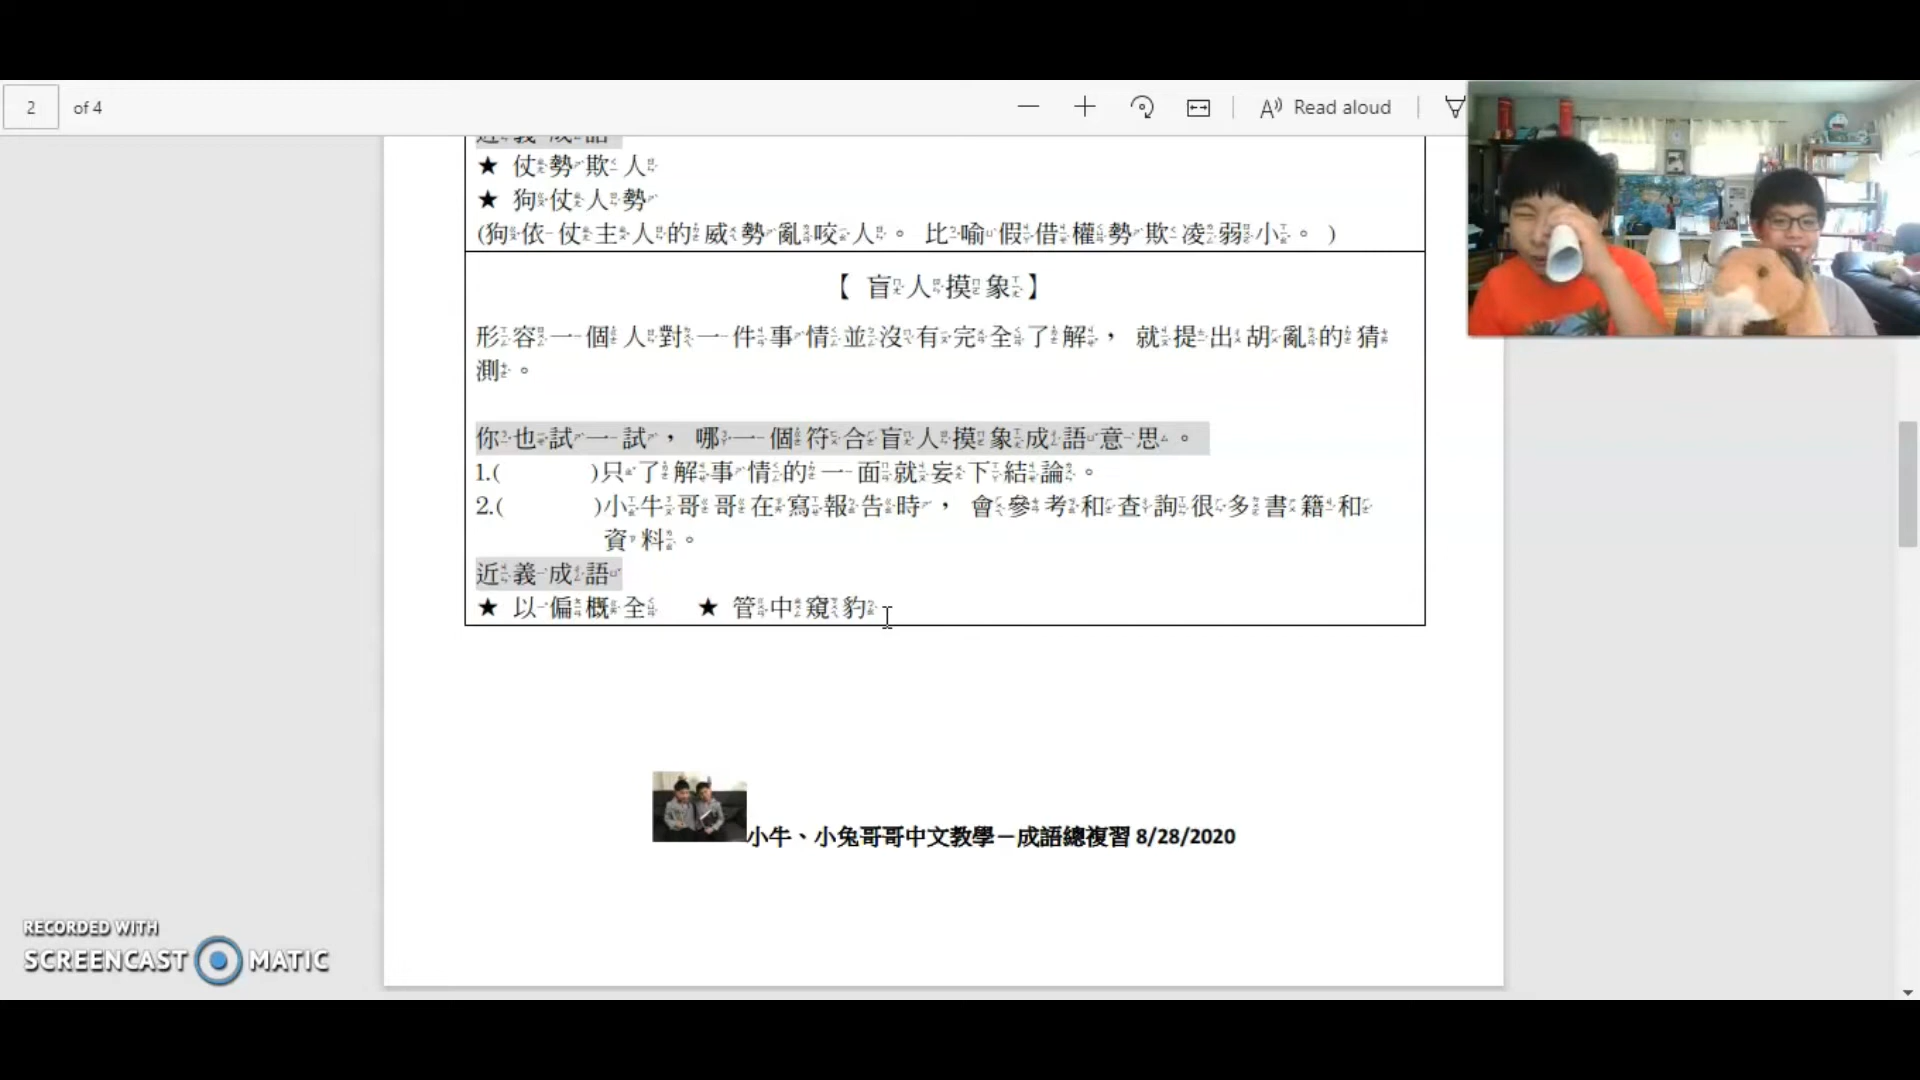 2 of 4 Read aloud
近義成語
★ 仗勢欺人
★ 狗仗人勢
(狗依仗主人的威勢亂咬人。 比喻假借權勢欺凌弱小。 )
【 盲人摸象】
形容一個人對一件事情並沒有完全了解， 就提出胡亂的猜
測。
你也試一試， 哪一個符合盲人摸象成語意思。
1.( )只了解事情的一面就妄下結論。
2.( )小牛哥哥在寫報告時， 會參考和查詢很多書籍和
資料。
近義成語
★ 以偏概全 ★ 管中窺豹
小牛、小兔哥哥中文教學－成語總複習 8/28/2020
RECORDED WITH
SCREENCAST MATIC